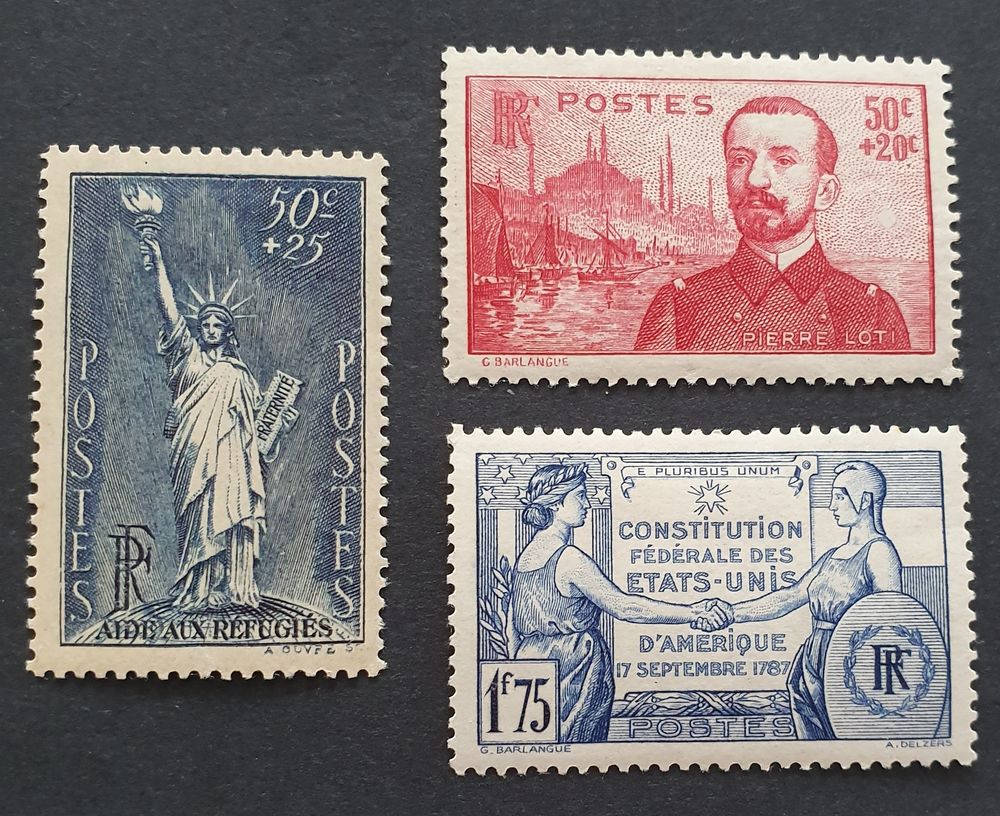 50c
+25
POSTES
POSTES
FRATERNITÉ
RF
AIDE AUX RÉFUGIÉS
RF
POSTES
50c
+20c
PIERRE LOTI
G BARLANGUE
E PLURIBUS UNUM
CONSTITUTION
FÉDÉRALE DES
ETATS-UNIS
D'AMÉRIQUE
17 SEPTEMBRE 1787
RF
1f75
POSTES
G. BARLANGUE
A. DELZERS